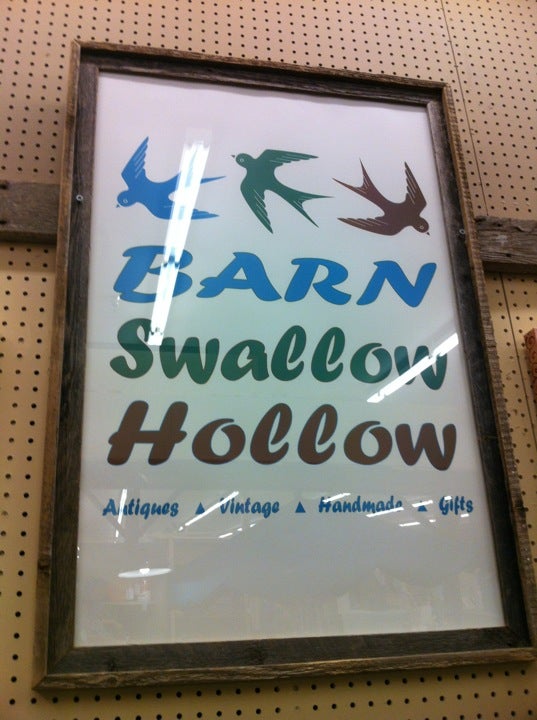 BARN
Swallow
Hollow
Antiques ▲ Vintage ▲ Handmade ▲ Gifts